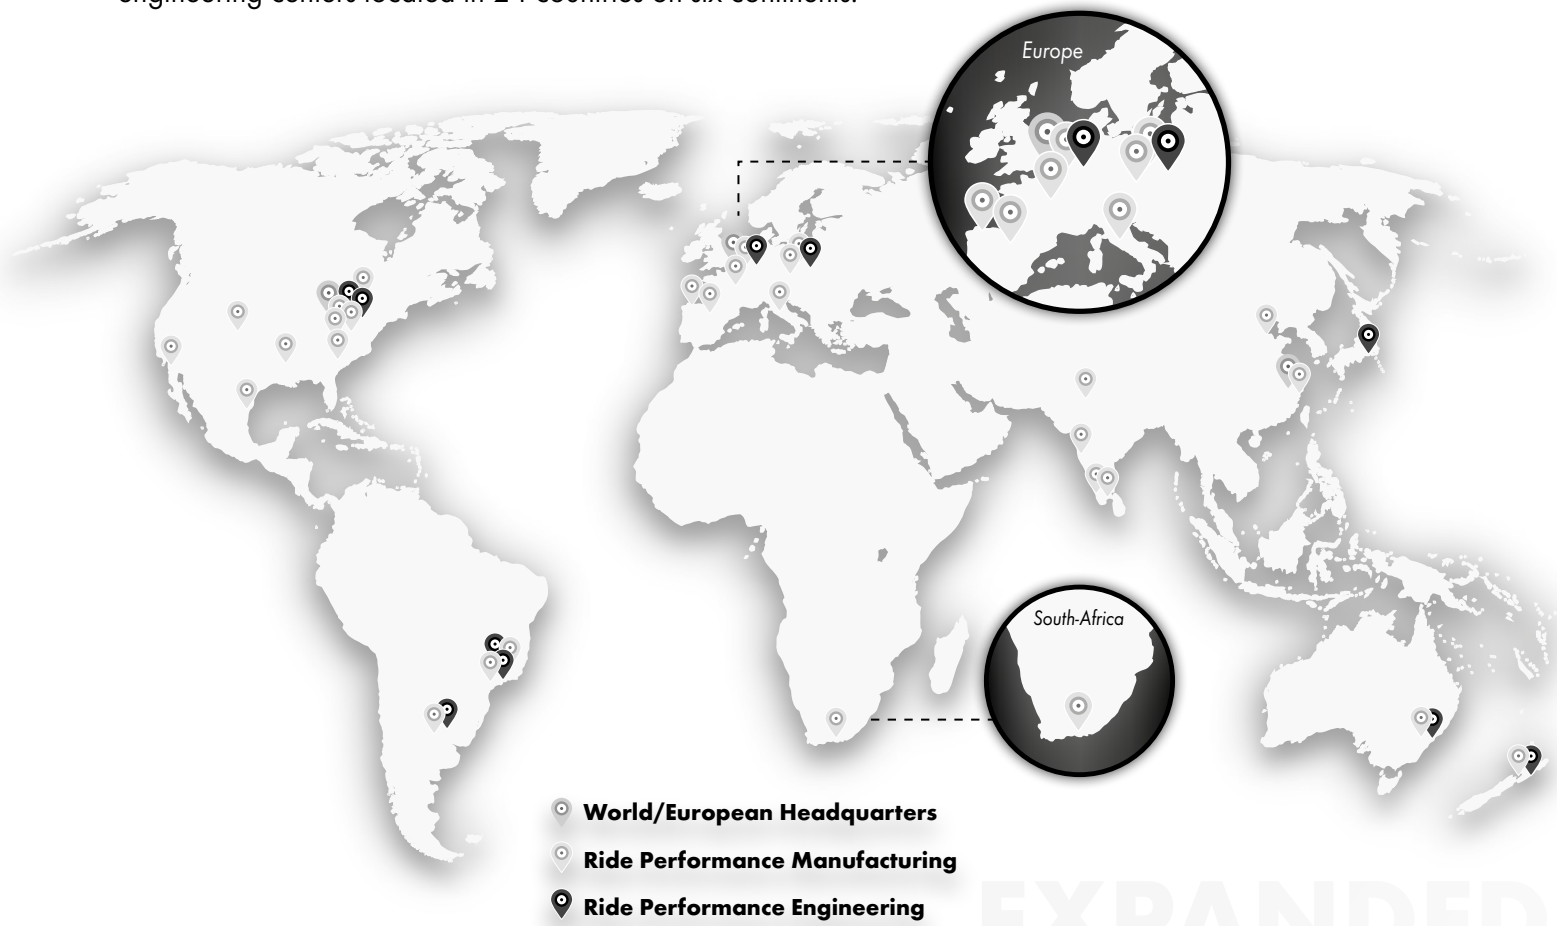 engineering centers located in 24 countries on six continents.
Europe
South-Africa
World/European Headquarters
Ride Performance Manufacturing
Ride Performance Engineering
EXPANDED